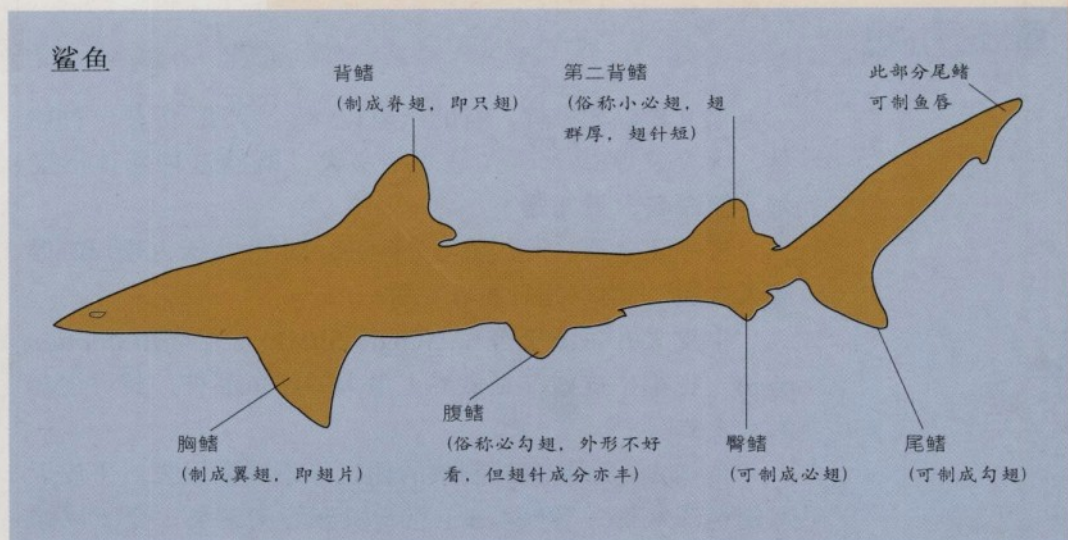 鲨鱼
背鳍
(制成脊翅，即只翅)
第二背鳍
(俗称小必翅，翅
群厚，翅针短)
此部分尾鳍
可制鱼唇
胸鳍
(制成翼翅，即翅片)
腹鳍
(俗称必勾翅，外形不好
看，但翅针成分亦丰)
臀鳍
(可制成必翅)
尾鳍
(可制成勾翅)